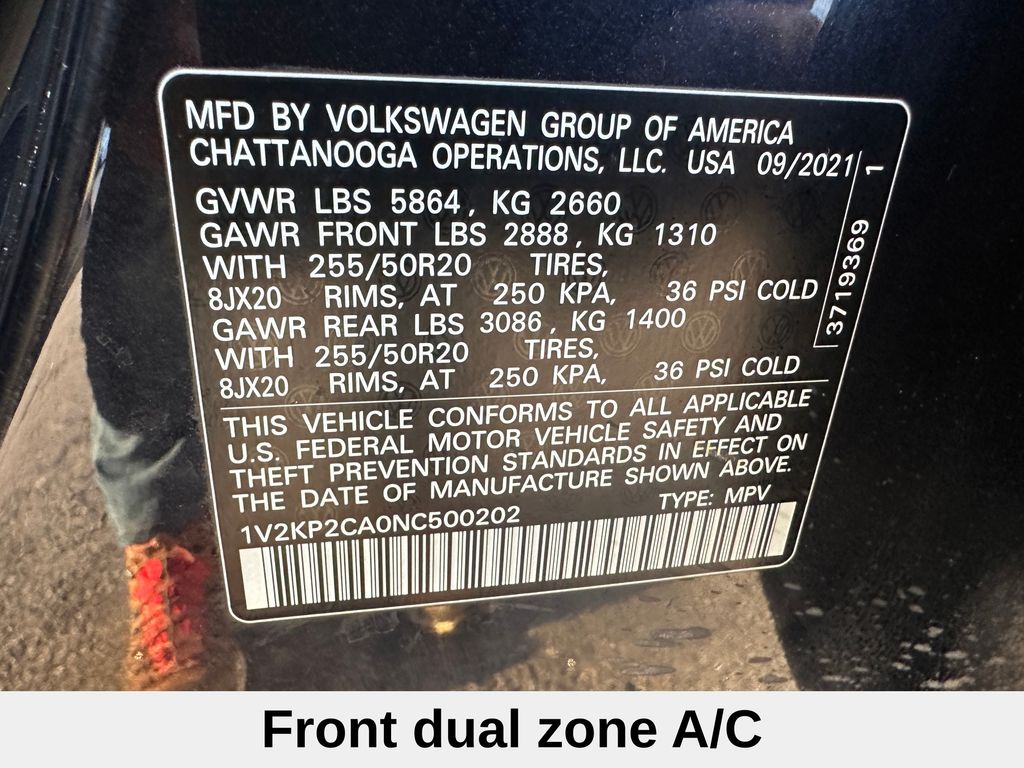 MFD BY VOLKSWAGEN GROUP OF AMERICA
CHATTANOOGA OPERATIONS, LLC. USA 09/2021
GVWR LBS 5864, KG 2660
GAWR FRONT LBS 2888, KG 1310
WITH 255/50R20 TIRES,
8JX20 RIMS, AT 250 KPA, 36 PSI COLD
GAWR REAR LBS 3086, KG 1400
WITH 255/50R20 TIRES,
8JX20 RIMS, AT 250 KPA, 36 PSI COLD
3719369 1
THIS VEHICLE CONFORMS TO ALL APPLICABLE
U.S. FEDERAL MOTOR VEHICLE SAFETY AND
THEFT PREVENTION STANDARDS IN EFFECT ON
THE DATE OF MANUFACTURE SHOWN ABOVE.
1V2KP2CA0NC500202 TYPE: MPV
Front dual zone A/C